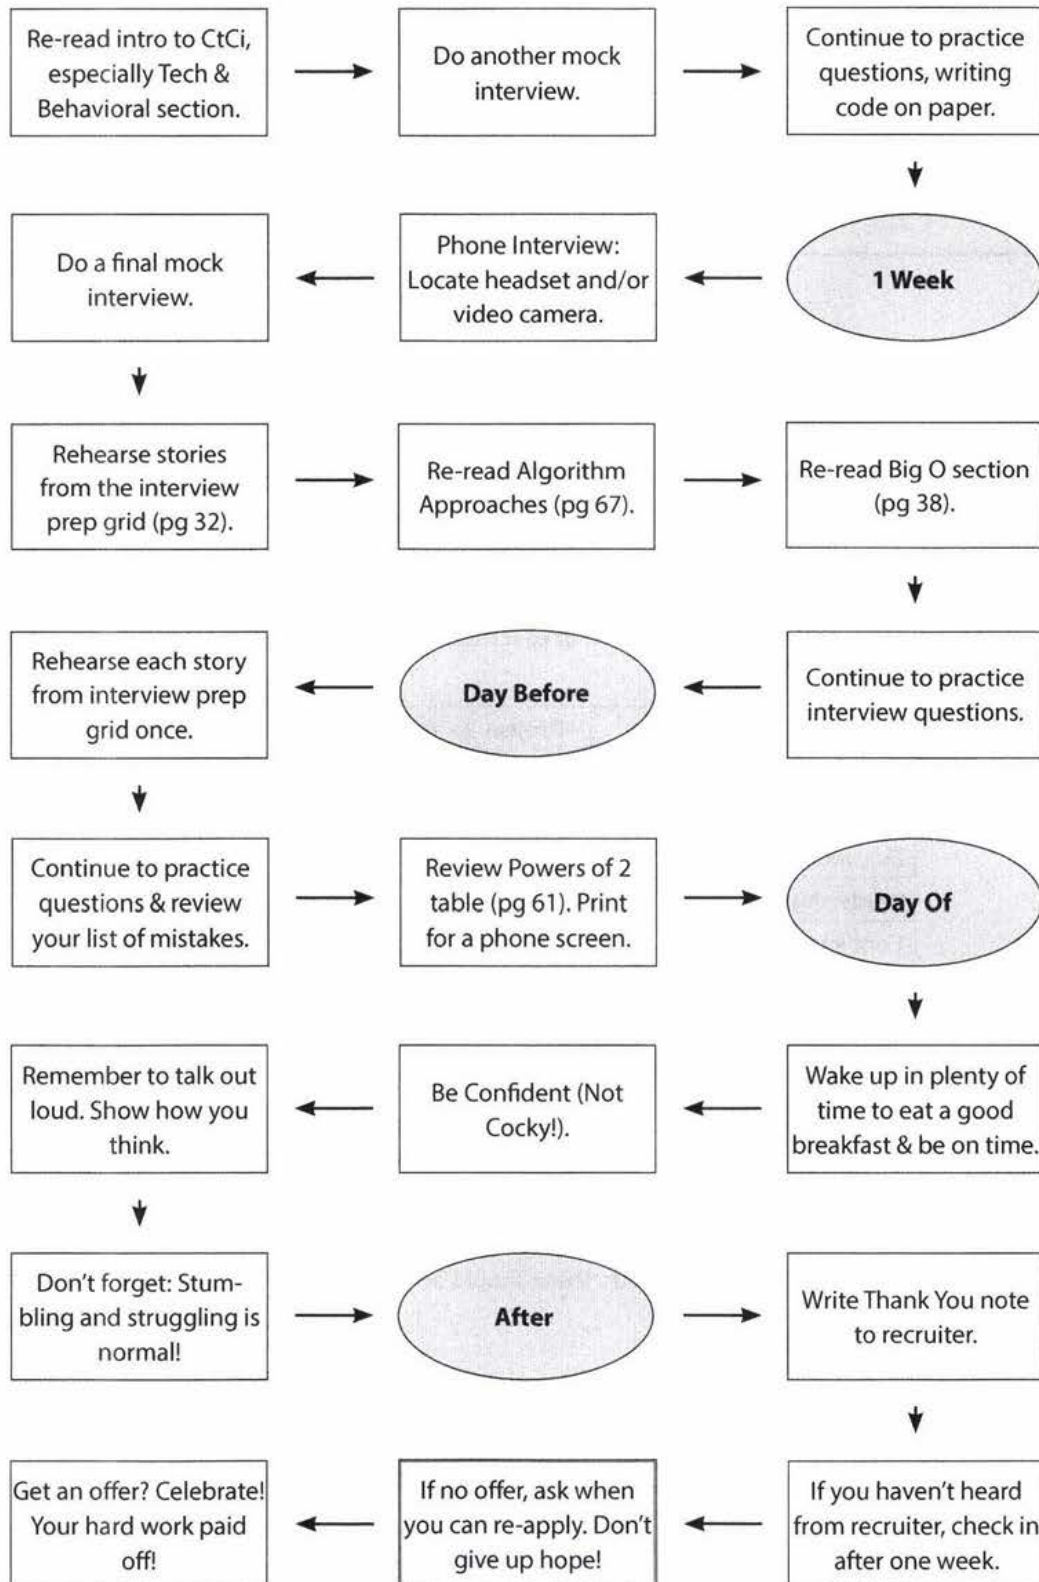 Re-read intro to CtCi,
especially Tech &
Behavioral section.
Do another mock
interview.
Continue to practice
questions, writing
code on paper.
1 Week
Phone Interview:
Locate headset and/or
video camera.
Do a final mock
interview.
Rehearse stories
from the interview
prep grid (pg 32).
Re-read Algorithm
Approaches (pg 67).
Re-read Big O section
(pg 38).
Continue to practice
interview questions.
Day Before
Rehearse each story
from interview prep
grid once.
Continue to practice
questions & review
your list of mistakes.
Review Powers of 2
table (pg 61). Print
for a phone screen.
Day Of
Wake up in plenty of
time to eat a good
breakfast & be on time.
Be Confident (Not
Cocky!).
Remember to talk out
loud. Show how you
think.
Don't forget: Stum-
bling and struggling is
normal!
After
Write Thank You note
to recruiter.
If you haven't heard
from recruiter, check in
after one week.
If no offer, ask when
you can re-apply. Don't
give up hope!
Get an offer? Celebrate!
Your hard work paid
off!